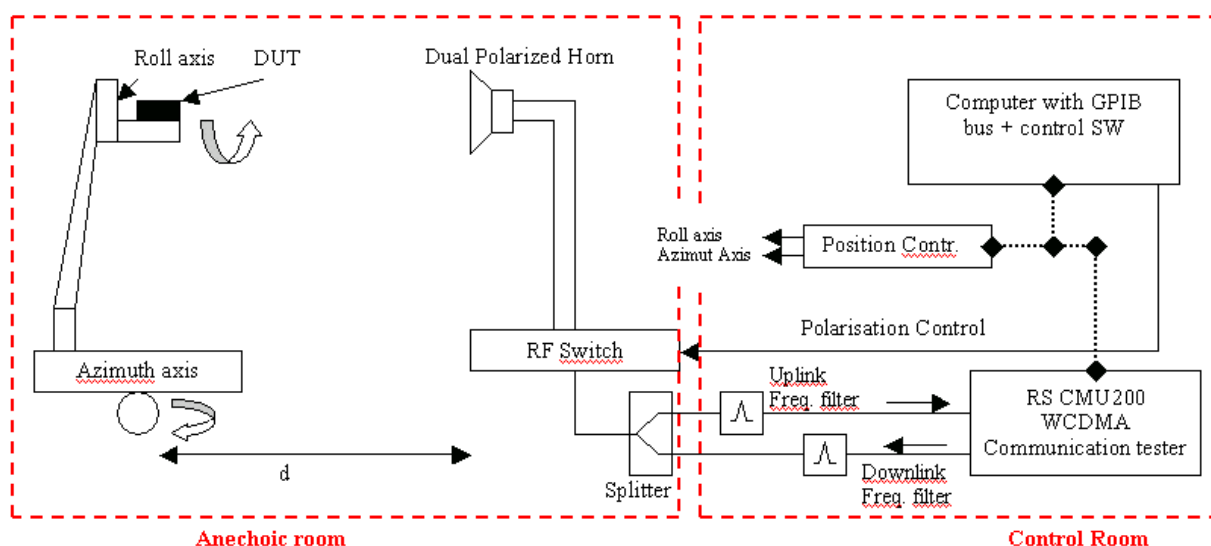 Roll axis
DUT
Dual Polarized Horn
Computer with GPIB
bus + control SW
Roll axis
Azimut Axis
Position Contr.
Polarisation Control
RF Switch
Azimuth axis
Uplink
Freq. filter
RS CMU200
WCDMA
Communication tester
d
Splitter
Downlink
Freq. filter
Anechoic room
Control Room